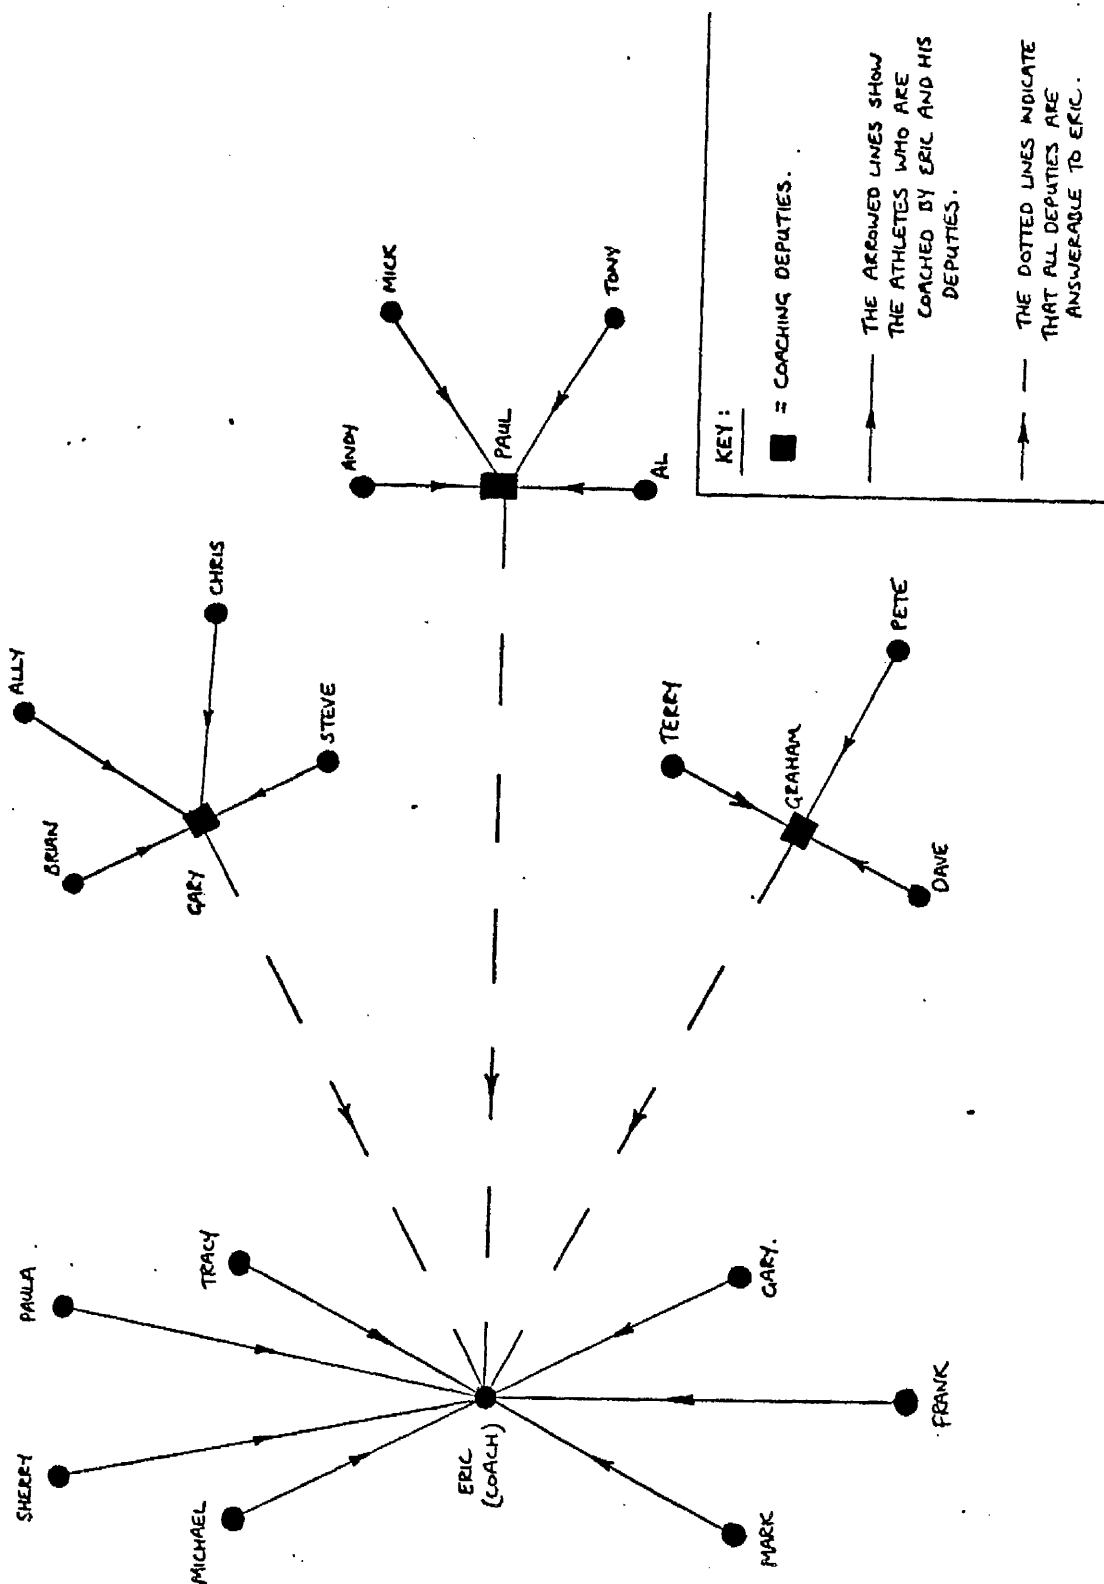 SHERRY
PAULA
ALLY
BRIAN
MICHAEL
TRACY
GARY
CHRIS
STEVE
ANDY
MICK
ERIC
(COACH)
PAUL
TONY
AL
TERRY
MARK
GARY.
GRAHAM
DAVE
PETE
FRANK
KEY:
= COACHING DEPUTIES.
THE ARROWED LINES SHOW
THE ATHLETES WHO ARE
COACHED BY ERIC AND HIS
DEPUTIES.
THE DOTTED LINES INDICATE
THAT ALL DEPUTIES ARE
ANSWERABLE TO ERIC.